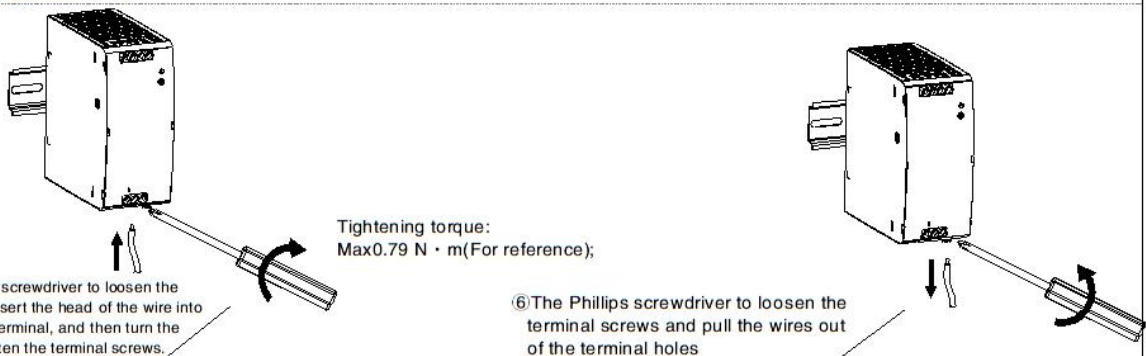 screwdriver to loosen the
sert the head of the wire into
erminal, and then turn the
ten the terminal screws.
Tightening torque:
Max0.79 N · m(For reference);
⑥The Phillips screwdriver to loosen the
terminal screws and pull the wires out
of the terminal holes